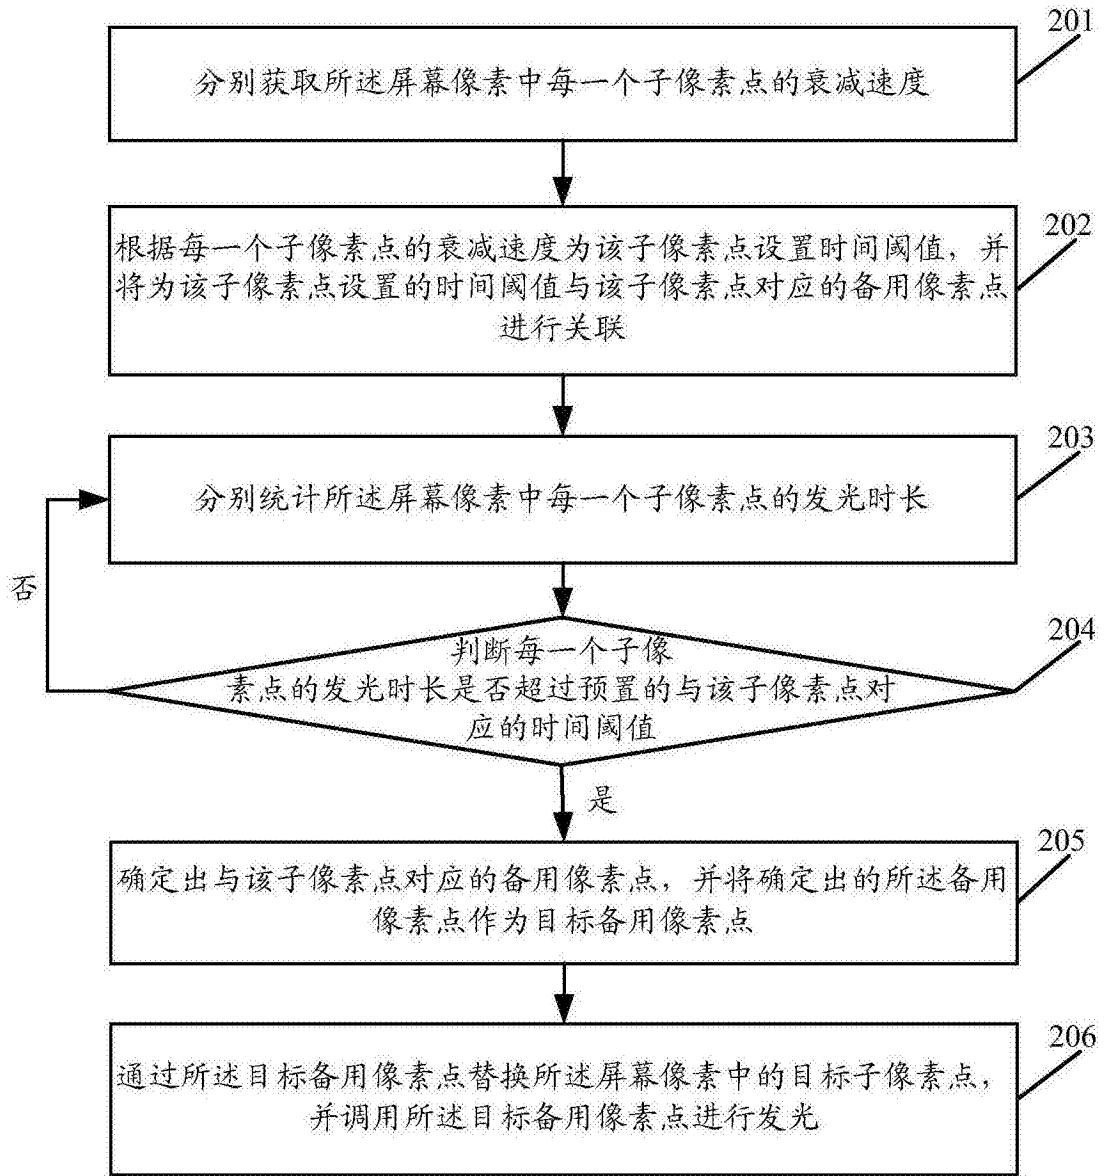 201
分别获取所述屏幕像素中每一个子像素点的衰减速度
202
根据每一个子像素点的衰减速度为该子像素点设置时间阈值，并
将为该子像素点设置的时间阈值与该子像素点对应的备用像素点
进行关联
203
分别统计所述屏幕像素中每一个子像素点的发光时长
否
204
判断每一个子像
素点的发光时长是否超过预置的与该子像素点对
应的时间阈值
是
205
确定出与该子像素点对应的备用像素点，并将确定出的所述备用
像素点作为目标备用像素点
206
通过所述目标备用像素点替换所述屏幕像素中的目标子像素点，
并调用所述目标备用像素点进行发光